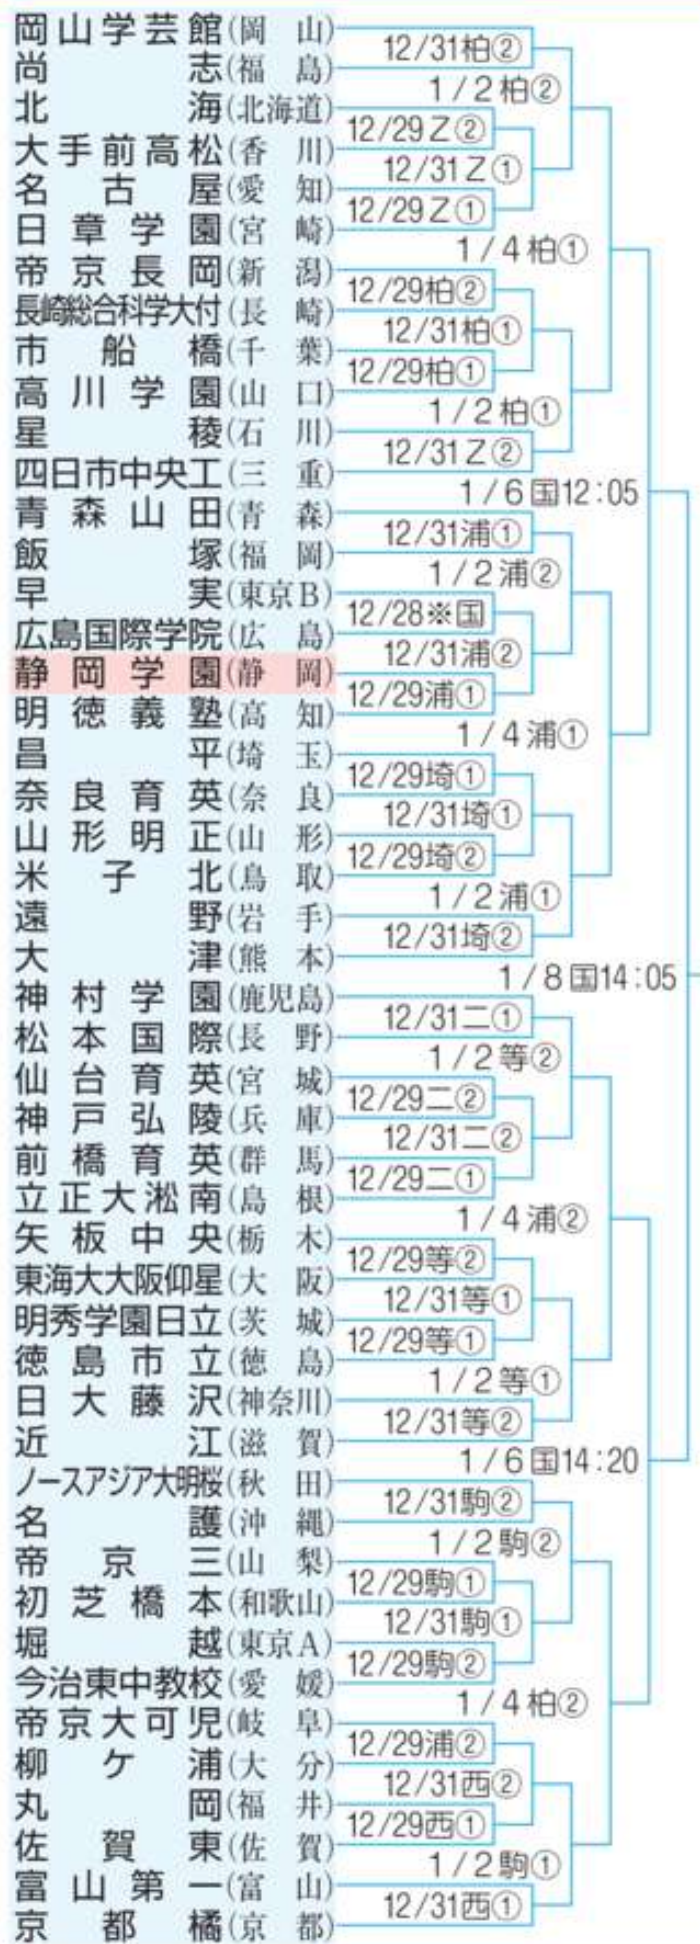 岡山学芸館(岡山)
12/31柏②
尚志(福島)
1/2柏②
北海(北海道)
12/29Z②
大手前高松(香川)
12/31Z①
名古屋(愛知)
12/29Z①
日章学園(宮崎)
1/4柏①
帝京長岡(新潟)
12/29柏②
長崎総合科学大付(長崎)
12/31柏①
市船橋(千葉)
12/29柏①
高川学園(山口)
1/2柏①
星稜(石川)
12/31Z②
四日市中央工(三重)
1/6国12:05
青森山田(青森)
12/31浦①
飯塚(福岡)
1/2浦②
早実(東京B)
12/28※国
広島国際学院(広島)
12/31浦②
静岡学園(静岡)
12/29浦①
明徳義塾(高知)
1/4浦①
昌平(埼玉)
12/29埼①
奈良育英(奈良)
12/31埼①
山形明正(山形)
12/29埼②
米子北(鳥取)
1/2浦①
遠野(岩手)
12/31埼②
大津(熊本)
1/8国14:05
神村学園(鹿児島)
12/31二①
松本国際(長野)
1/2等②
仙台育英(宮城)
12/29二②
神戸弘陵(兵庫)
12/31二②
前橋育英(群馬)
12/29二①
立正大淞南(島根)
1/4浦②
矢板中央(栃木)
12/29等②
東海大大阪仰星(大阪)
12/31等①
明秀学園日立(茨城)
12/29等①
徳島市立(徳島)
1/2等①
日大藤沢(神奈川)
12/31等②
近江(滋賀)
1/6国14:20
ノースアジア大明桜(秋田)
12/31駒②
名護(沖縄)
1/2駒②
帝京三(山梨)
12/29駒①
初芝橋本(和歌山)
12/31駒①
堀越(東京A)
12/29駒②
今治東中教校(愛媛)
1/4柏②
帝京大可児(岐阜)
12/29浦②
柳ケ浦(大分)
12/31西②
丸岡(福井)
12/29西①
佐賀東(佐賀)
1/2駒①
富山第一(富山)
12/31西①
京都橘(京都)